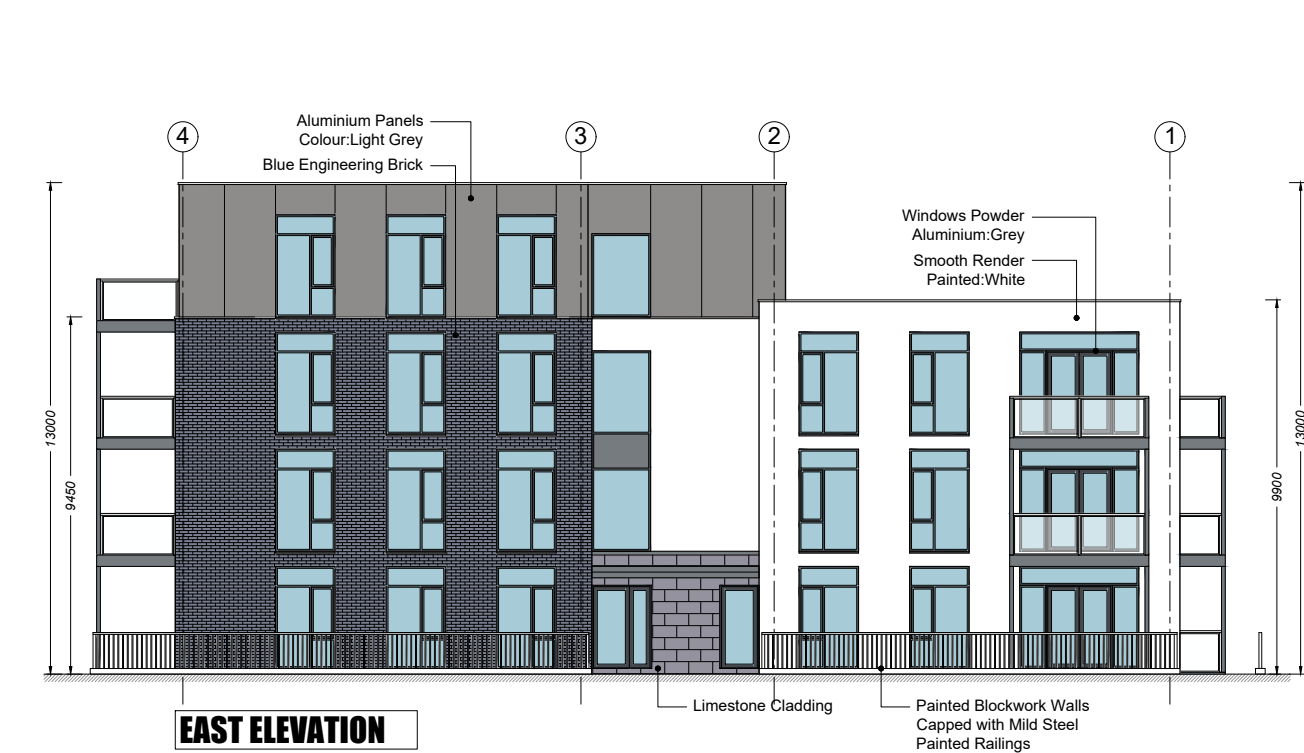 Aluminium Panels
Colour:Light Grey
Blue Engineering Brick
4
3
2
1
Windows Powder
Aluminium:Grey
Smooth Render
Painted:White
13000
9450
9900
13000
Limestone Cladding
Painted Blockwork Walls
Capped with Mild Steel
Painted Railings
EAST ELEVATION